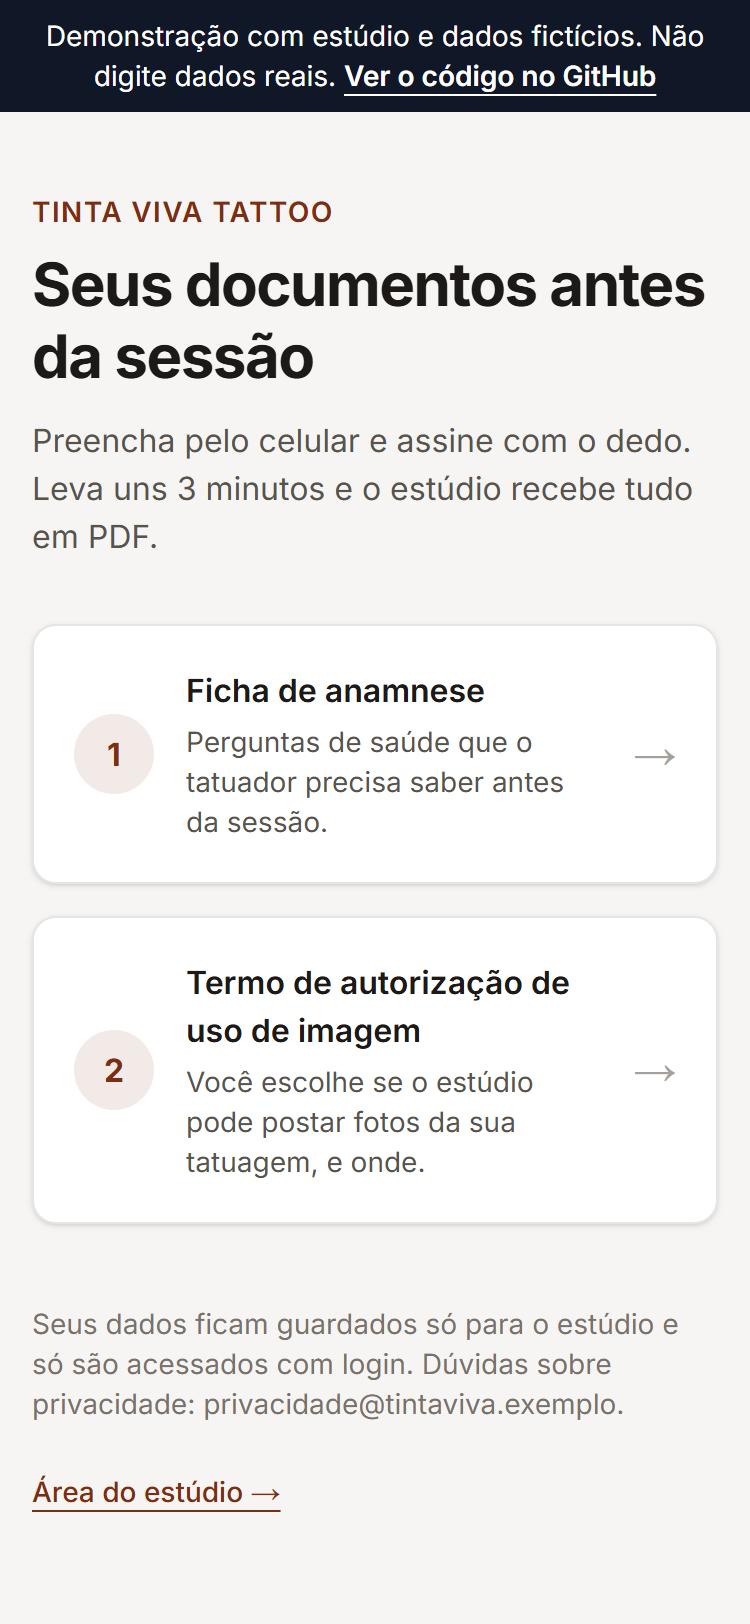 Demonstração com estúdio e dados fictícios. Não
digite dados reais. Ver o código no GitHub
TINTA VIVA TATTOO
Seus documentos antes
da sessão
Preencha pelo celular e assine com o dedo.
Leva uns 3 minutos e o estúdio recebe tudo
em PDF.
1
Ficha de anamnese
Perguntas de saúde que o
tatuador precisa saber antes
da sessão.
→
2
Termo de autorização de
uso de imagem
Você escolhe se o estúdio
pode postar fotos da sua
tatuagem, e onde.
→
Seus dados ficam guardados só para o estúdio e
só são acessados com login. Dúvidas sobre
privacidade: privacidade@tintaviva.exemplo.
Área do estúdio →